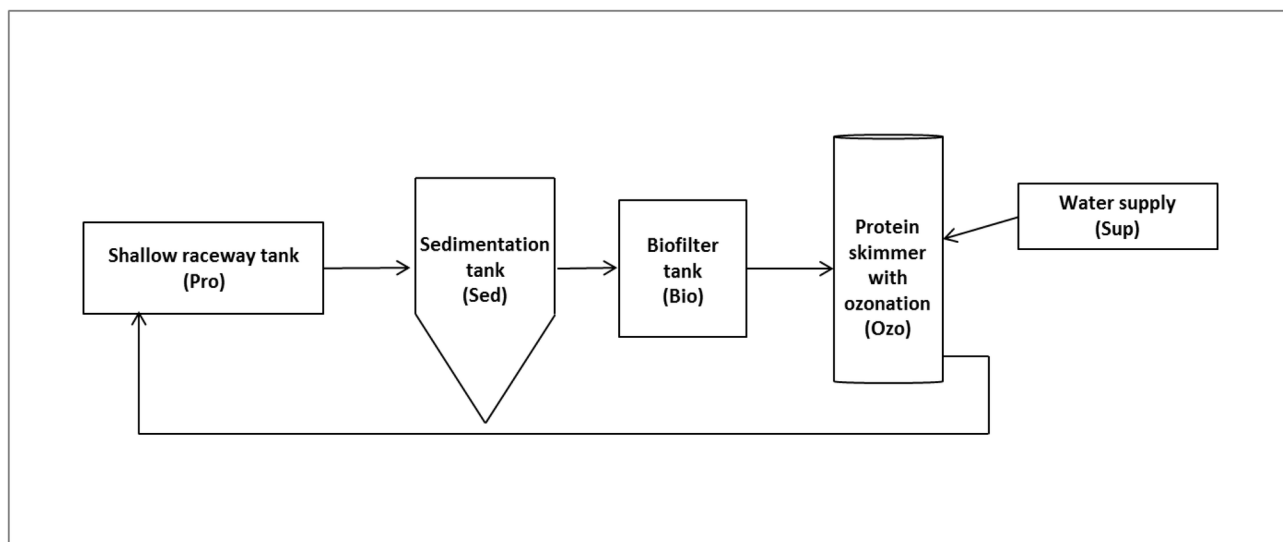 Shallow raceway tank
(Pro)
Sedimentation
tank
(Sed)
Biofilter
tank
(Bio)
Protein
skimmer
with
ozonation
(Ozo)
Water supply
(Sup)